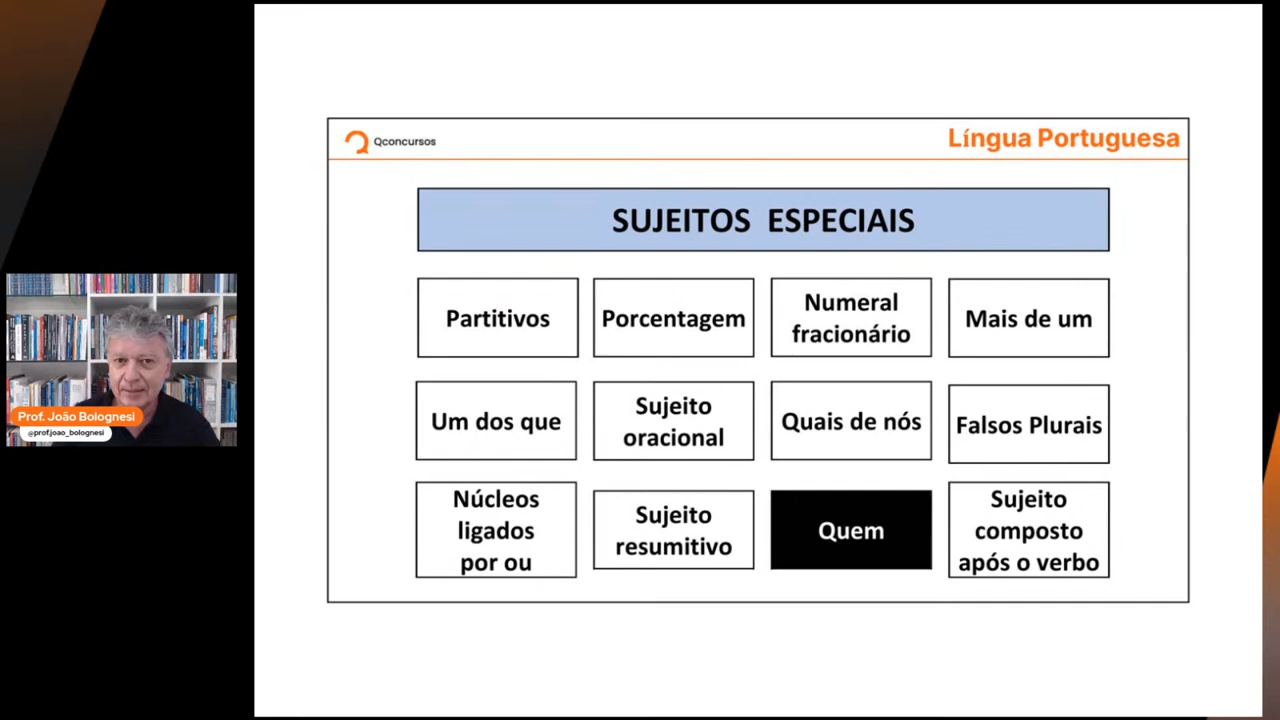 Qconcursos
Língua Portuguesa
SUJEITOS ESPECIAIS
Partitivos
Porcentagem
Numeral
fracionário
Mais de um
Um dos que
Sujeito
oracional
Quais de nós
Falsos Plurais
Núcleos
ligados
por ou
Sujeito
resumitivo
Quem
Sujeito
composto
após o verbo
Prof. João Bolognesi
@prof.joao_bolognesi